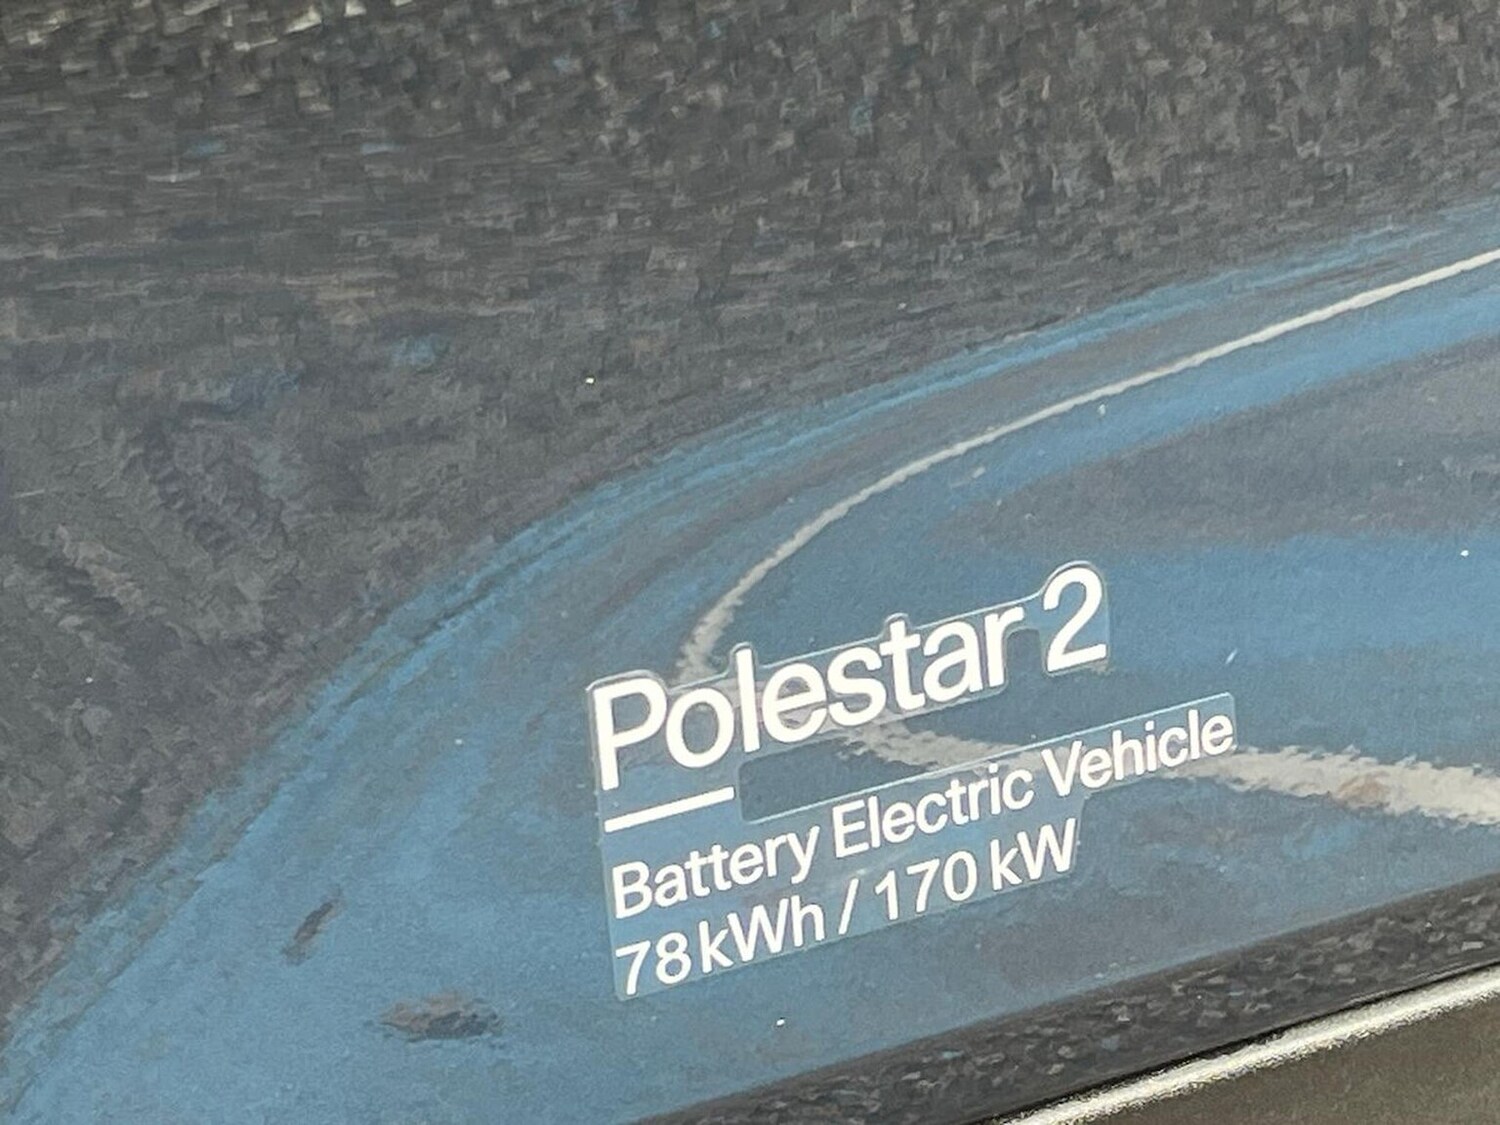 Polestar 2
Battery Electric Vehicle
78 kWh / 170 kW